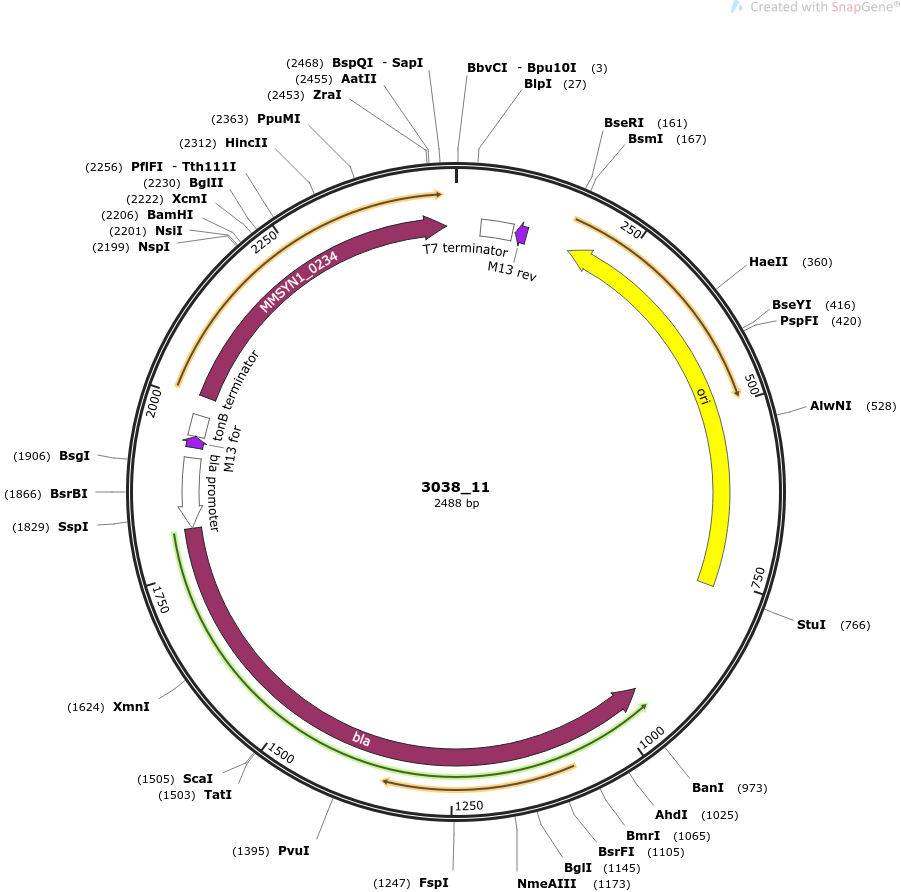 Created with SnapGene®
(2468) BspQI - SapI
(2455) AatII
(2453) ZraI
(2363) PpuMI
(2312) HincII
(2256) PflFI - Tth111I
(2230) BglII
(2222) XcmI
(2206) BamHI
(2201) NsiI
(2199) NspI
BbvCI - Bpu10I (3)
BlpI (27)
BseRI (161)
BsmI (167)
HaeII (360)
BseYI (416)
PspFI (420)
AlwNI (528)
StuI (766)
BanI (973)
AhdI (1025)
BmrI (1065)
BsrFI (1105)
BglI (1145)
NmeAIII (1173)
(1247) FspI
(1395) PvuI
(1503) TatI
(1505) ScaI
(1624) XmnI
(1829) SspI
(1866) BsrBI
(1906) BsgI
250
500
750
1000
1250
1500
1750
2000
2250
T7 terminator
M13 rev
ori
bla
bla promoter
M13 for
tonB terminator
MMSYN1_0234
3038_11
2488 bp